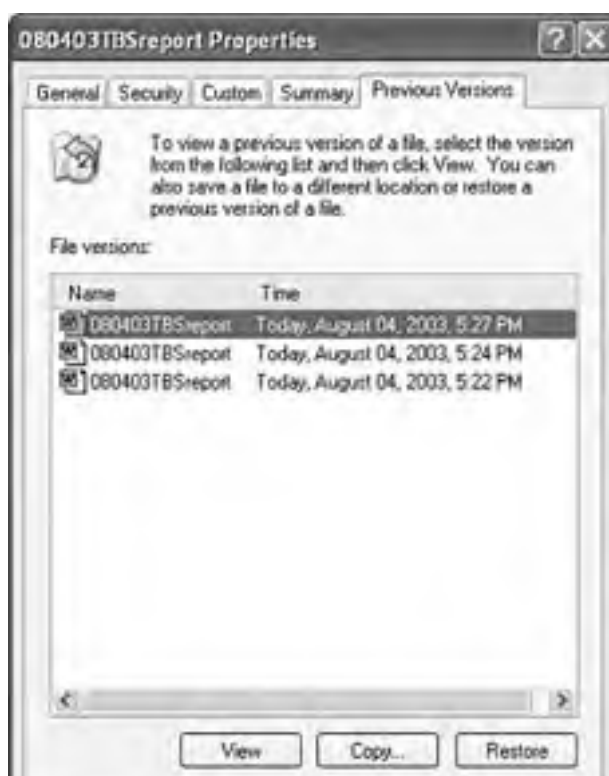 080403TBSreport Properties
General Security Custom Summary Previous Versions
To view a previous version of a file, select the version
from the following list and then click View. You can
also save a file to a different location or restore a
previous version of a file.
File versions:
Name Time
080403TBSreport Today, August 04, 2003, 5:27 PM
080403TBSreport Today, August 04, 2003, 5:24 PM
080403TBSreport Today, August 04, 2003, 5:22 PM
View Copy... Restore